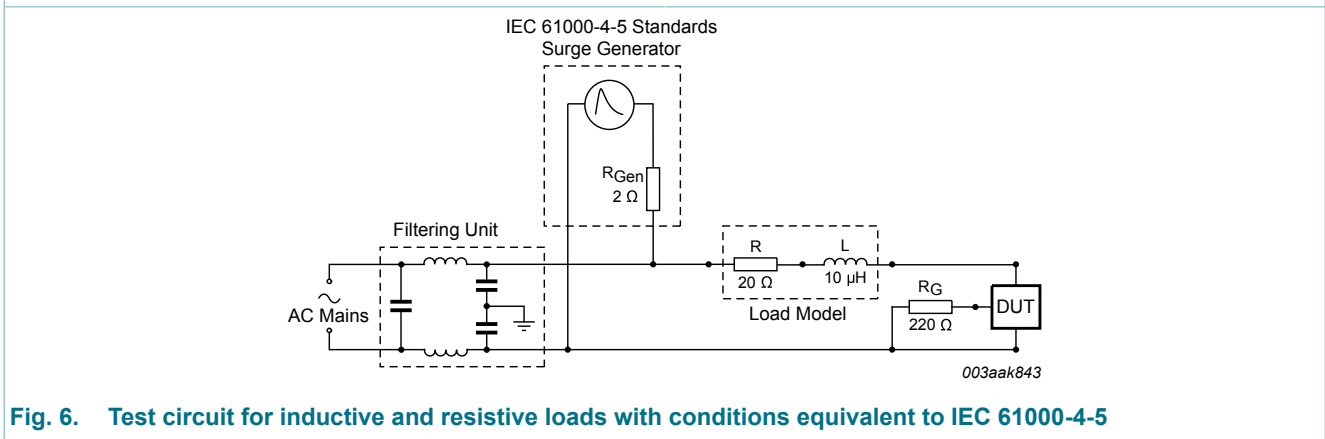 IEC 61000-4-5 Standards
Surge Generator
RGen
2 Ω
Filtering Unit
AC Mains
R
20 Ω
L
10 μH
Load Model
RG
220 Ω
DUT
003aak843
Fig. 6. Test circuit for inductive and resistive loads with conditions equivalent to IEC 61000-4-5